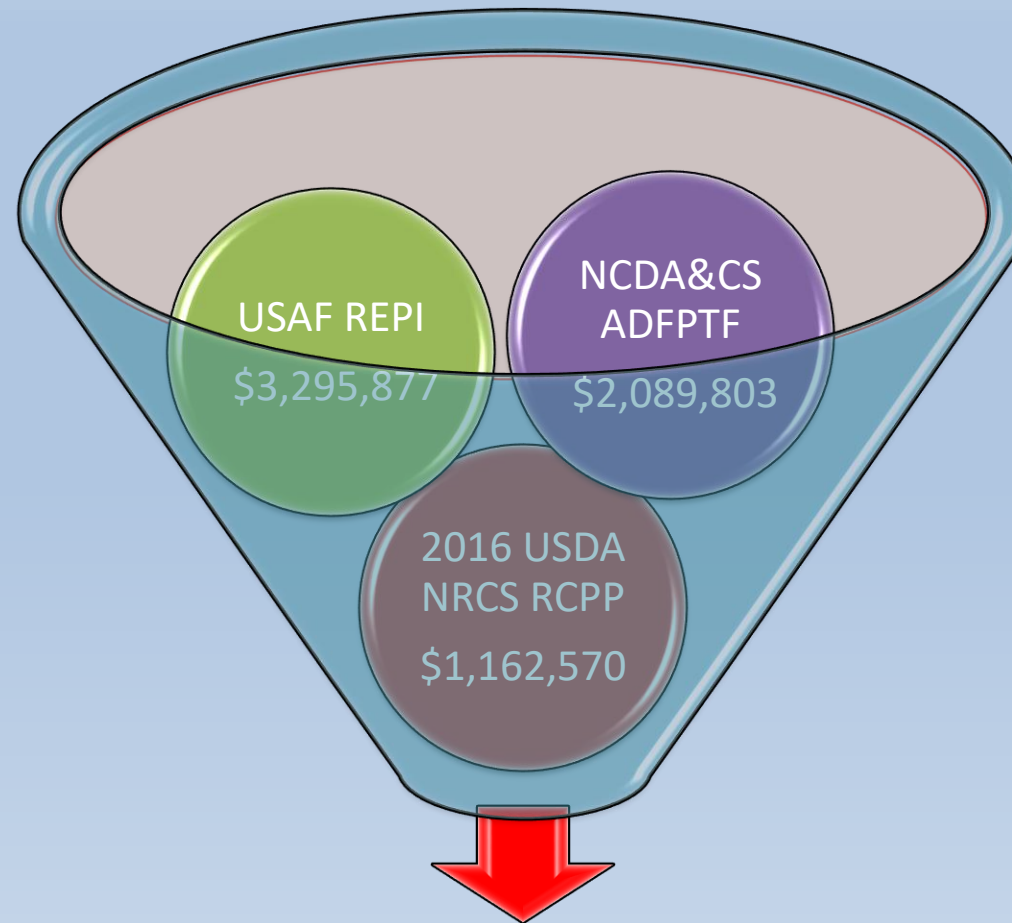 USAF REPI
$3,295,877
NCDA&CS
ADFPTF
$2,089,803
2016 USDA
NRCS RCPP
$1,162,570